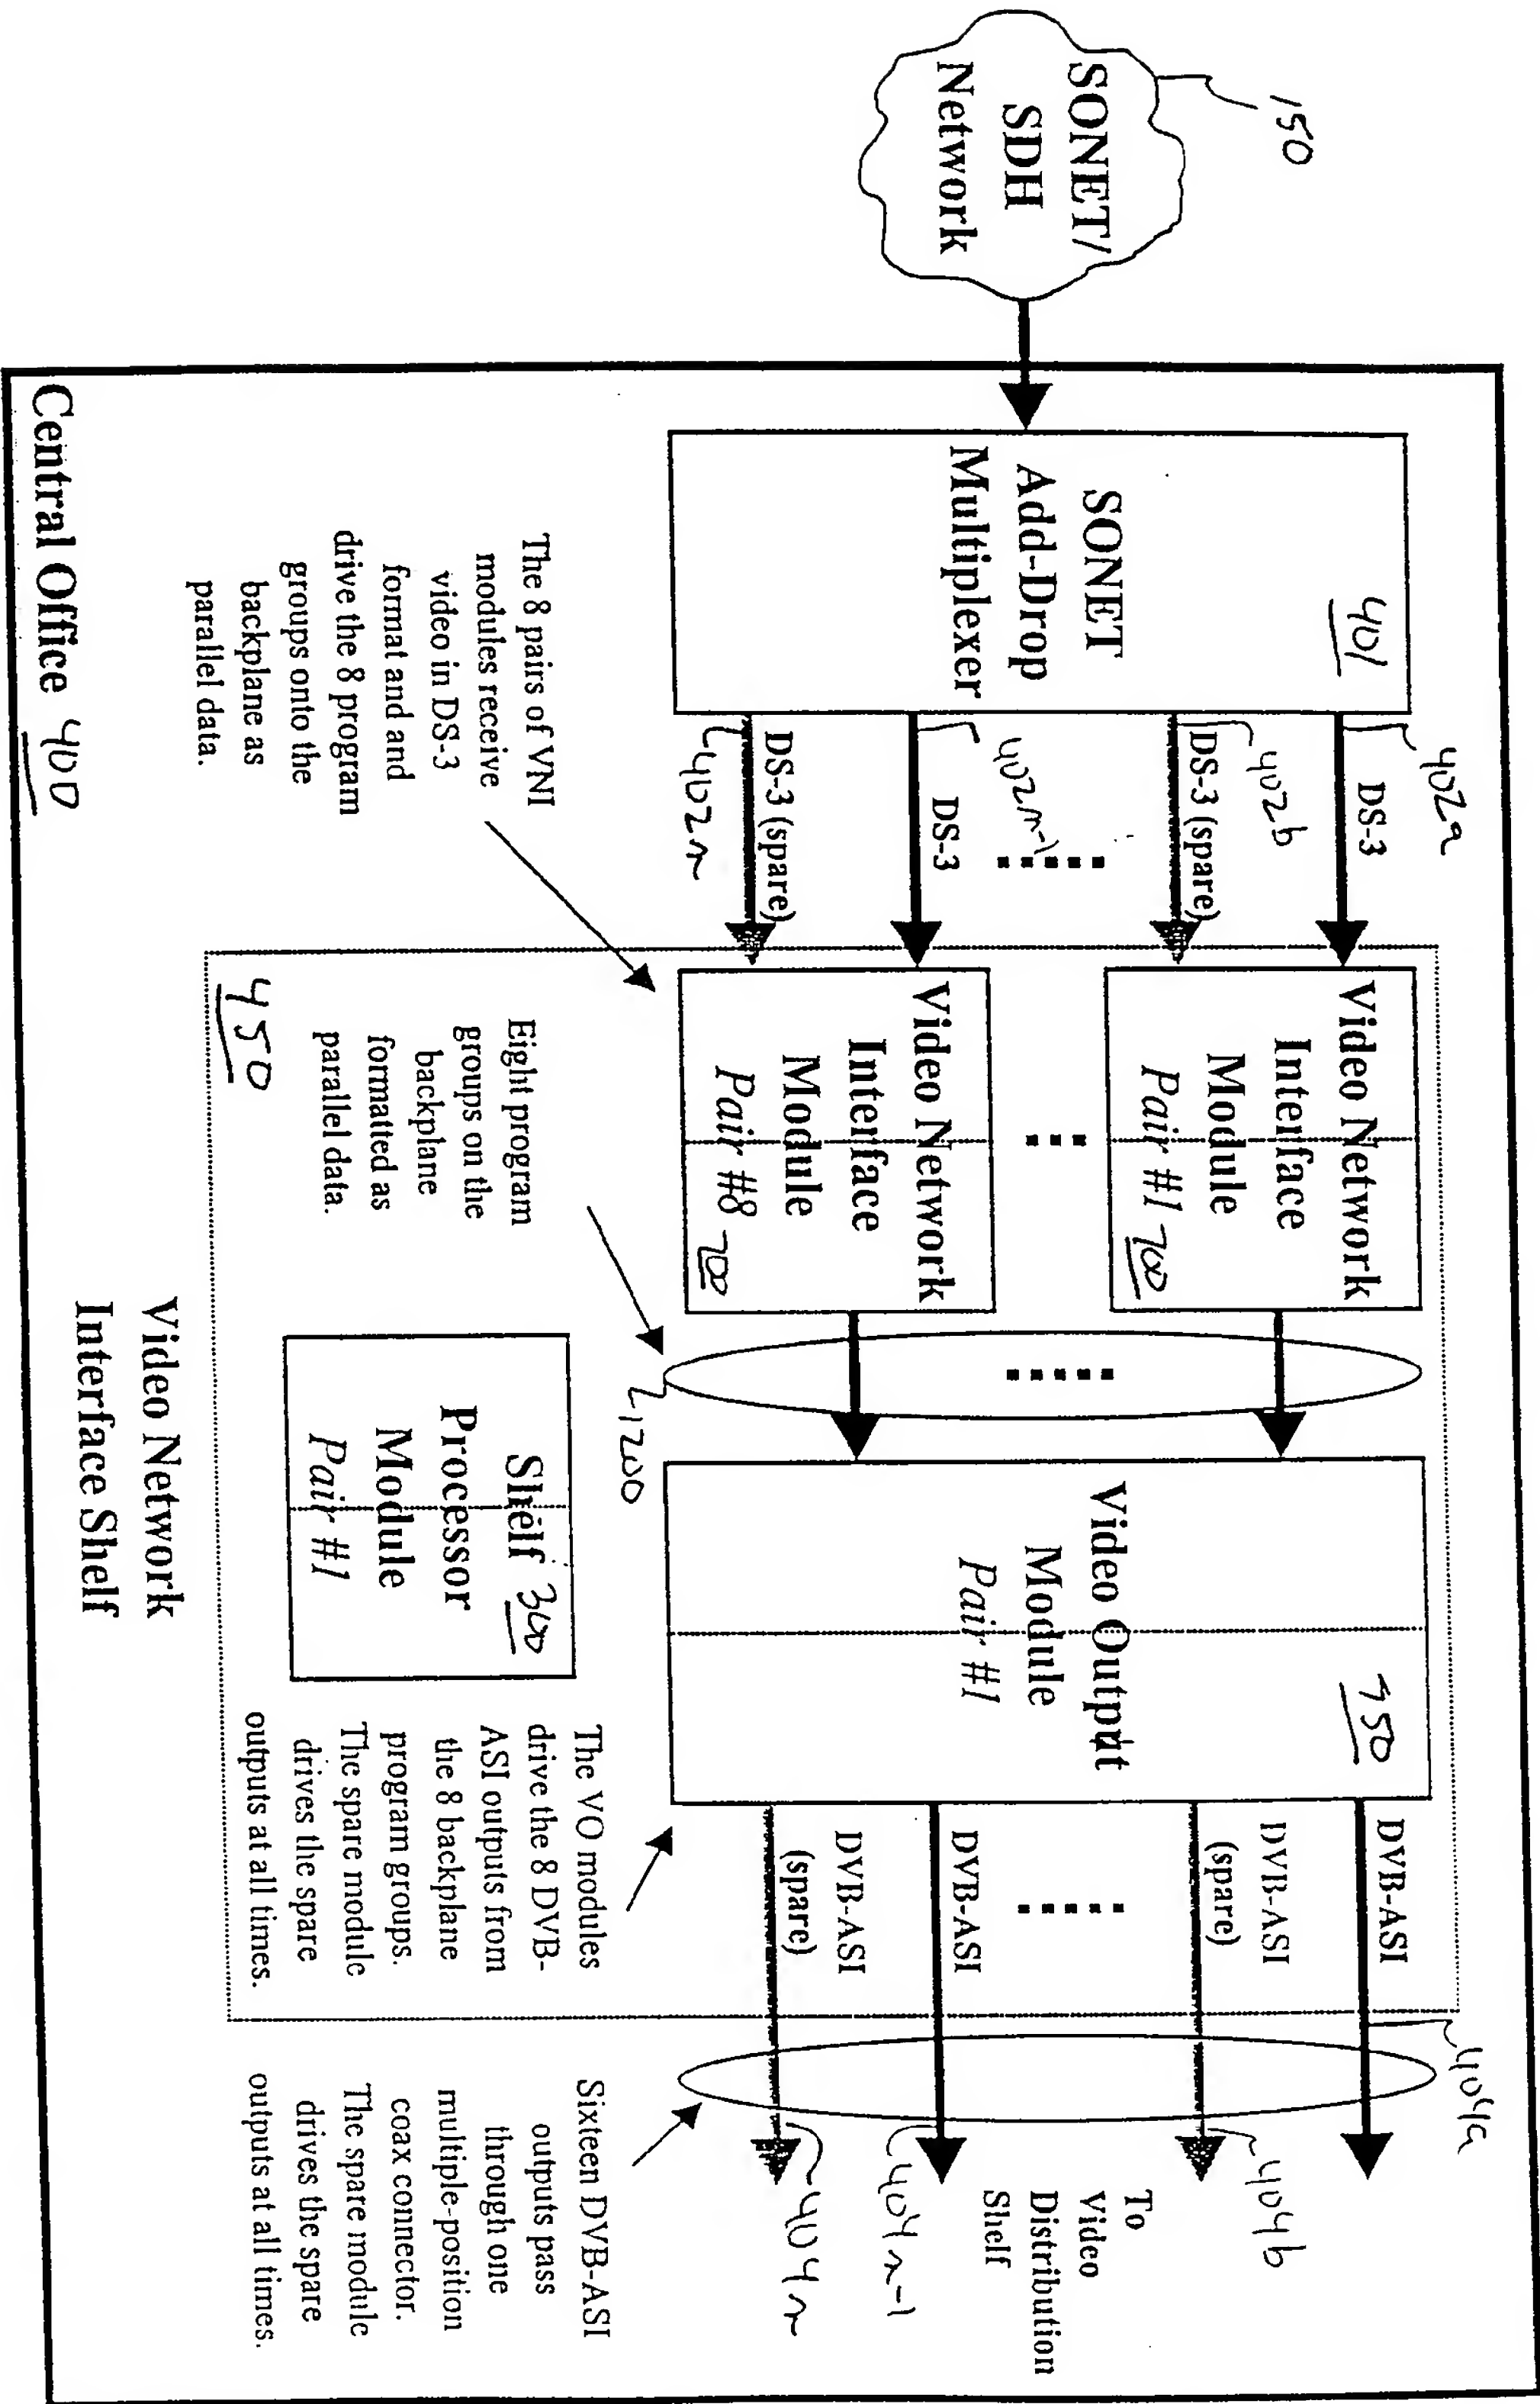 150
SONET/
SDH
Network
401
SONET
Add-Drop
Multiplexer
402a
DS-3
402b
DS-3 (spare)
402n-1
DS-3
DS-3 (spare)
402n
The 8 pairs of VNI
modules receive
video in DS-3
format and and
drive the 8 program
groups onto the
backplane as
parallel data.
Central Office 400
Video Network
Interface
Module
Pair #1 700
Video Network
Interface
Module
Pair #8 700
Eight program
groups on the
backplane
formatted as
parallel data.
450
1200
Video Output
Module
Pair #1
Shelf 300
Processor
Module
Pair #1
Video Network
Interface Shelf
DVB-ASI
DVB-ASI
(spare)
DVB-ASI
DVB-ASI
(spare)
The VO modules
drive the 8 DVB-
ASI outputs from
the 8 backplane
program groups.
The spare module
drives the spare
outputs at all times.
404a
404b
404n-1
404n
To
Video
Distribution
Shelf
Sixteen DVB-ASI
outputs pass
through one
multiple-position
coax connector.
The spare module
drives the spare
outputs at all times.